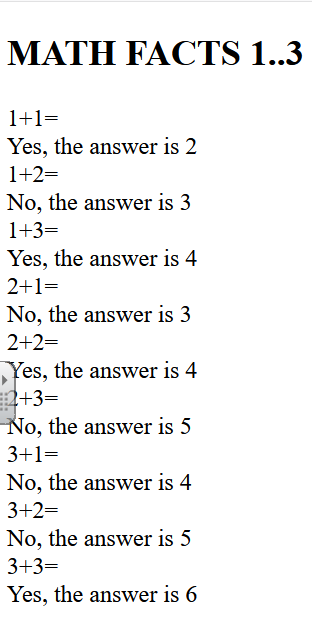 MATH FACTS 1..3
1+1=
Yes, the answer is 2
1+2=
No, the answer is 3
1+3=
Yes, the answer is 4
2+1=
No, the answer is 3
2+2=
Yes, the answer is 4
2+3=
No, the answer is 5
3+1=
No, the answer is 4
3+2=
No, the answer is 5
3+3=
Yes, the answer is 6